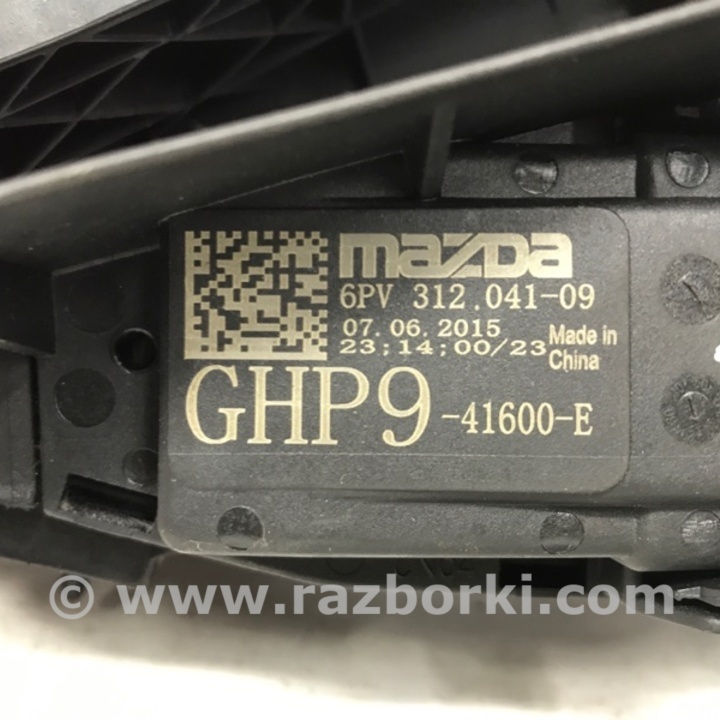 mazda
6PV 312.041-09
07.06.2015
23;14;00/23
Made in
China
GHP9-41600-E
© www.razborki.com